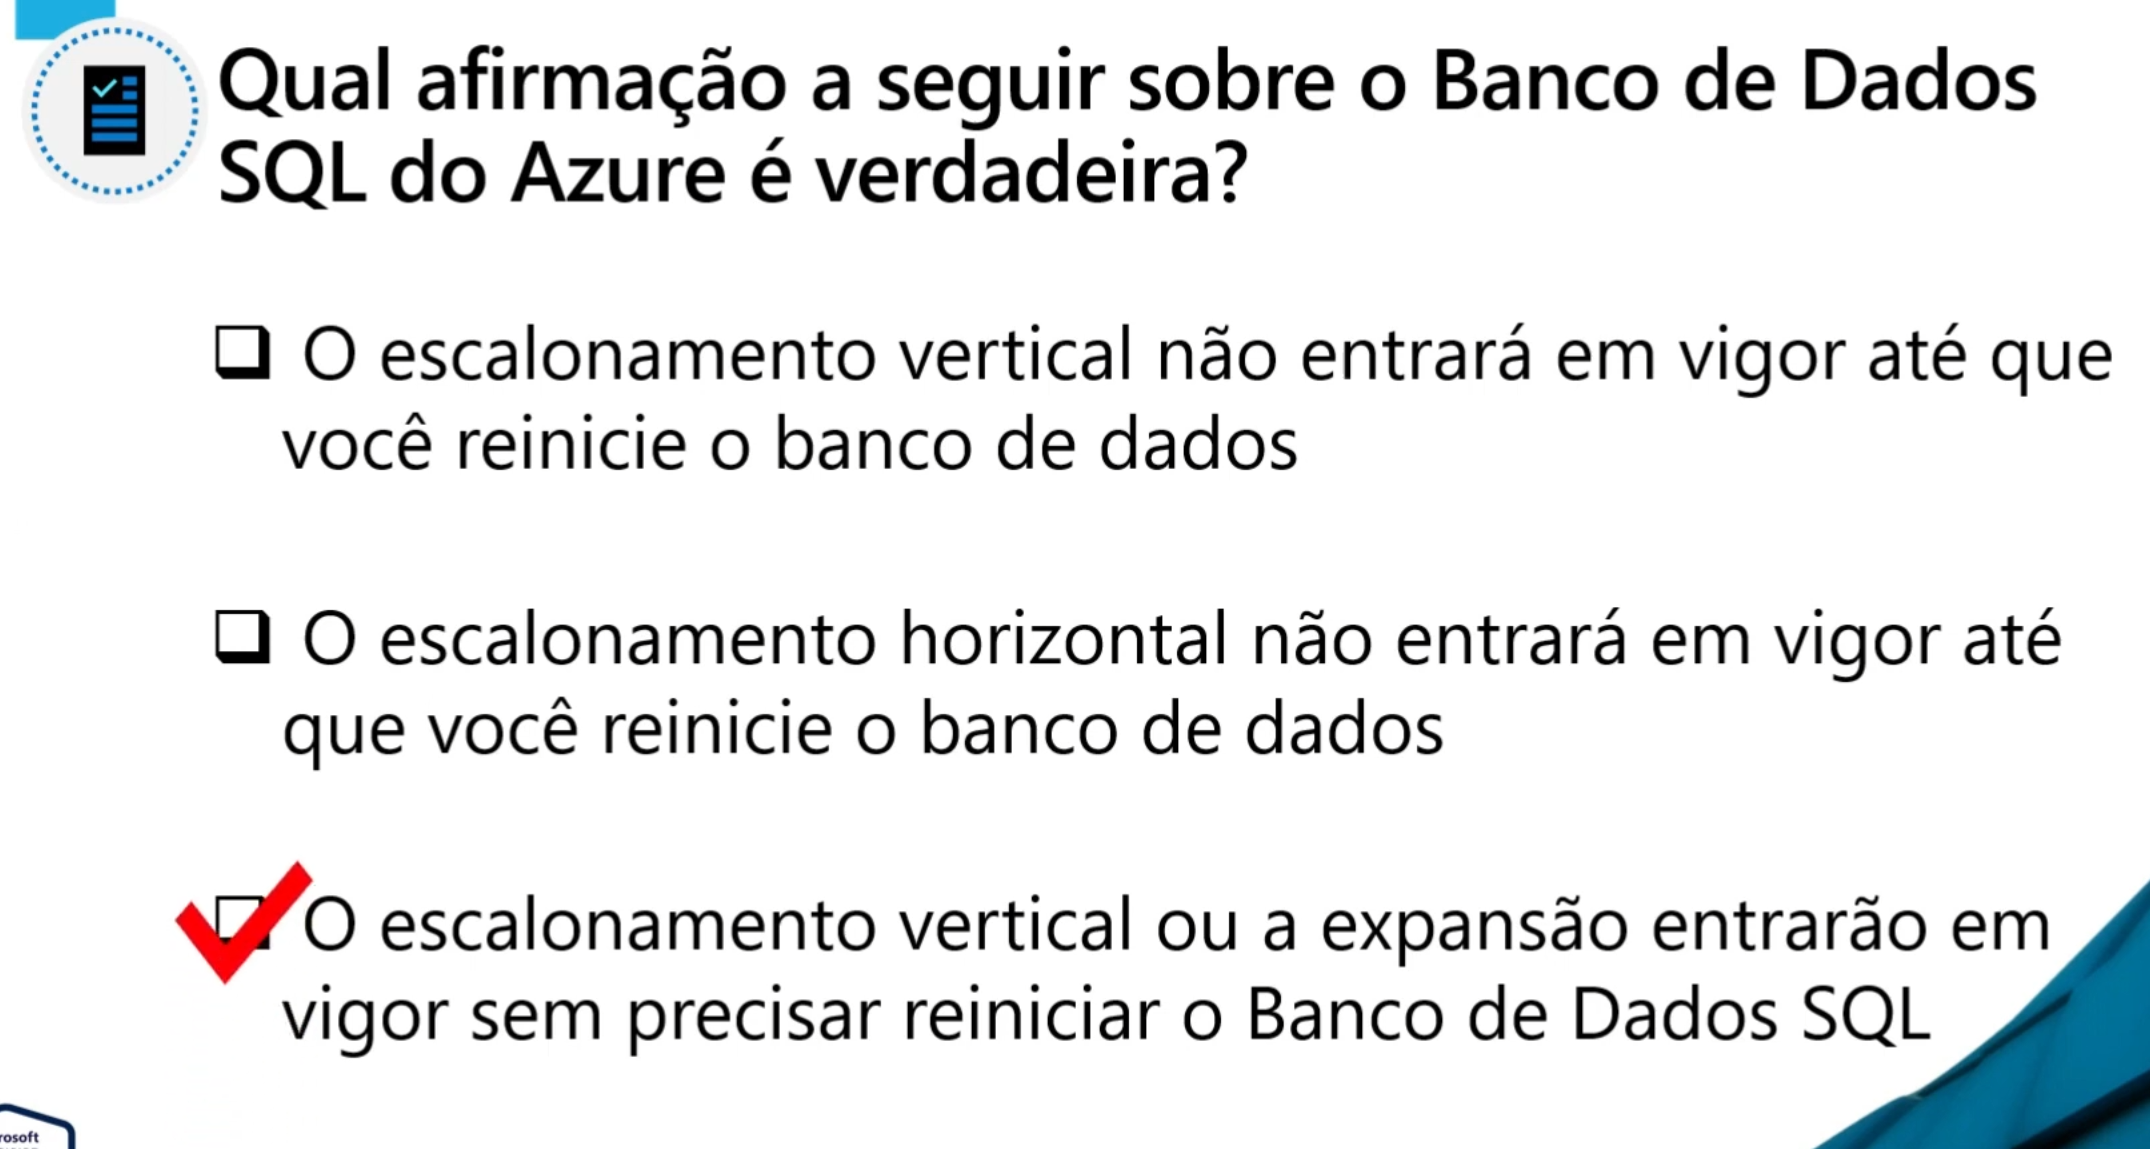 Qual afirmação a seguir sobre o Banco de Dados
SQL do Azure é verdadeira?
O escalonamento vertical não entrará em vigor até que
você reinicie o banco de dados
O escalonamento horizontal não entrará em vigor até
que você reinicie o banco de dados
O escalonamento vertical ou a expansão entrarão em
vigor sem precisar reiniciar o Banco de Dados SQL
rosoft